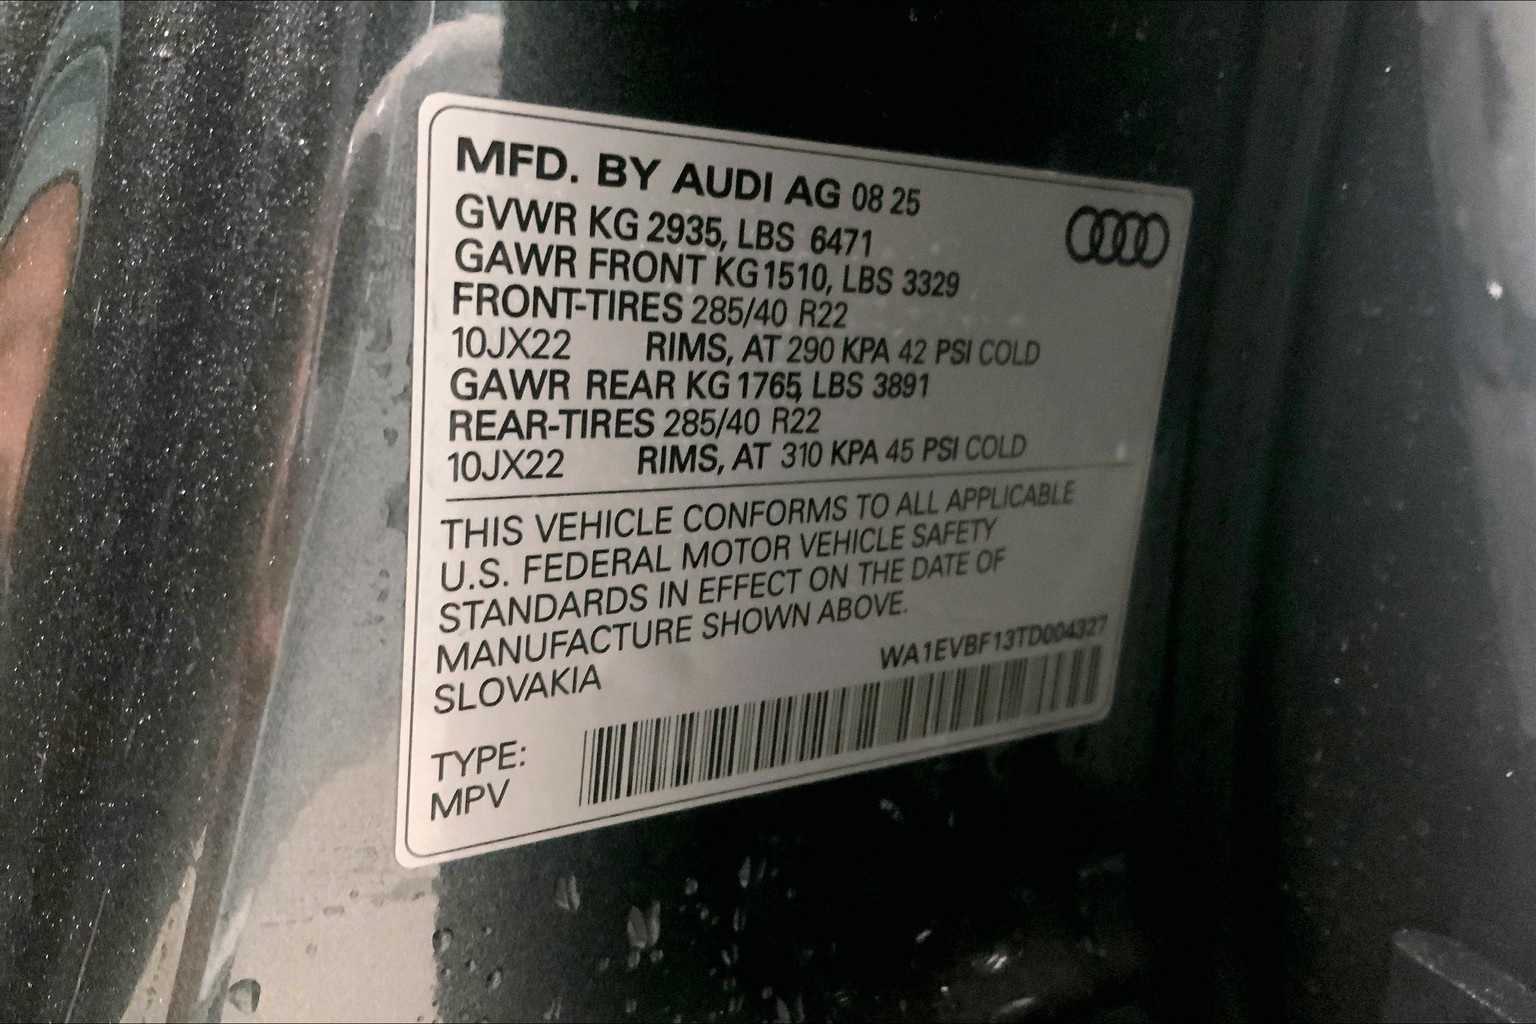 MFD. BY AUDI AG 08 25
GVWR KG 2935, LBS 6471
GAWR FRONT KG 1510, LBS 3329
FRONT-TIRES 285/40 R22
10JX22 RIMS, AT 290 KPA 42 PSI COLD
GAWR REAR KG 1765, LBS 3891
REAR-TIRES 285/40 R22
10JX22 RIMS, AT 310 KPA 45 PSI COLD
THIS VEHICLE CONFORMS TO ALL APPLICABLE
U.S. FEDERAL MOTOR VEHICLE SAFETY
STANDARDS IN EFFECT ON THE DATE OF
MANUFACTURE SHOWN ABOVE.
SLOVAKIA
WA1EVBF13TD004327
TYPE:
MPV